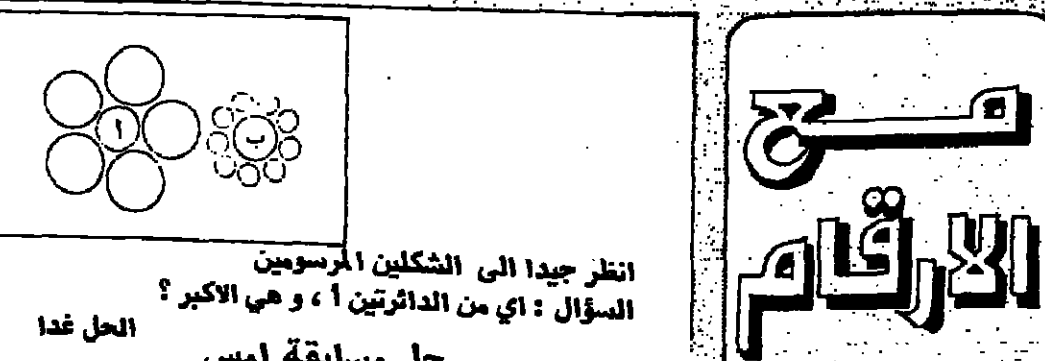 مع
الارقام
أ
ب
انظر جيدا الى الشكلين المرسومين
السؤال : اي من الدائرتين أ ، و هي الاكبر ؟
الحل غدا
حل مسابقة امس